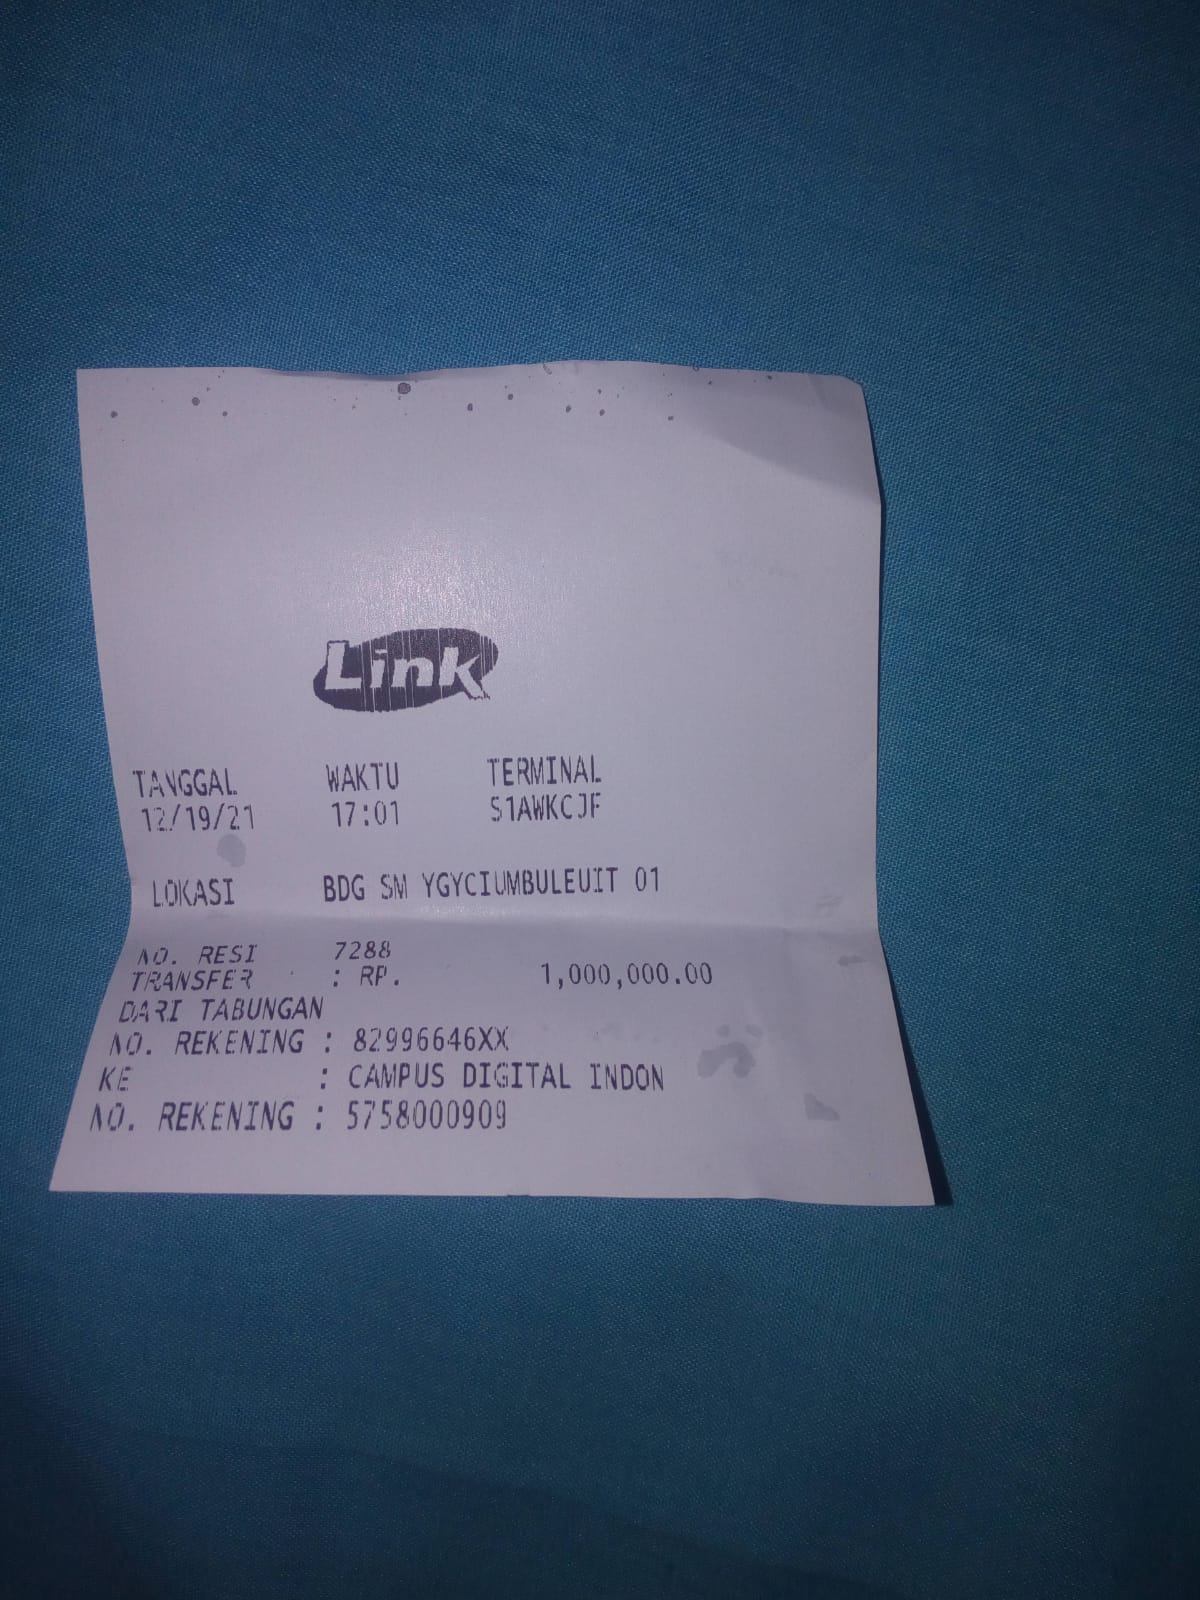 Link
TANGGAL WAKTU TERMINAL
12/19/21 17:01 S1AWKCJF
LOKASI BDG SM YGYCIUMBULEUIT 01
NO. RESI 7288
TRANSFER : RP. 1,000,000.00
DARI TABUNGAN
NO. REKENING : 82996646XX
KE : CAMPUS DIGITAL INDON
NO. REKENING : 5758000909